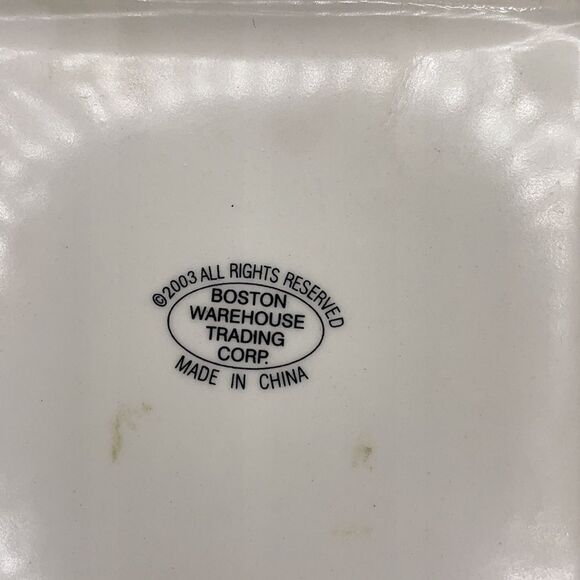 ©2003 ALL RIGHTS RESERVED
BOSTON
WAREHOUSE
TRADING
CORP.
MADE IN CHINA